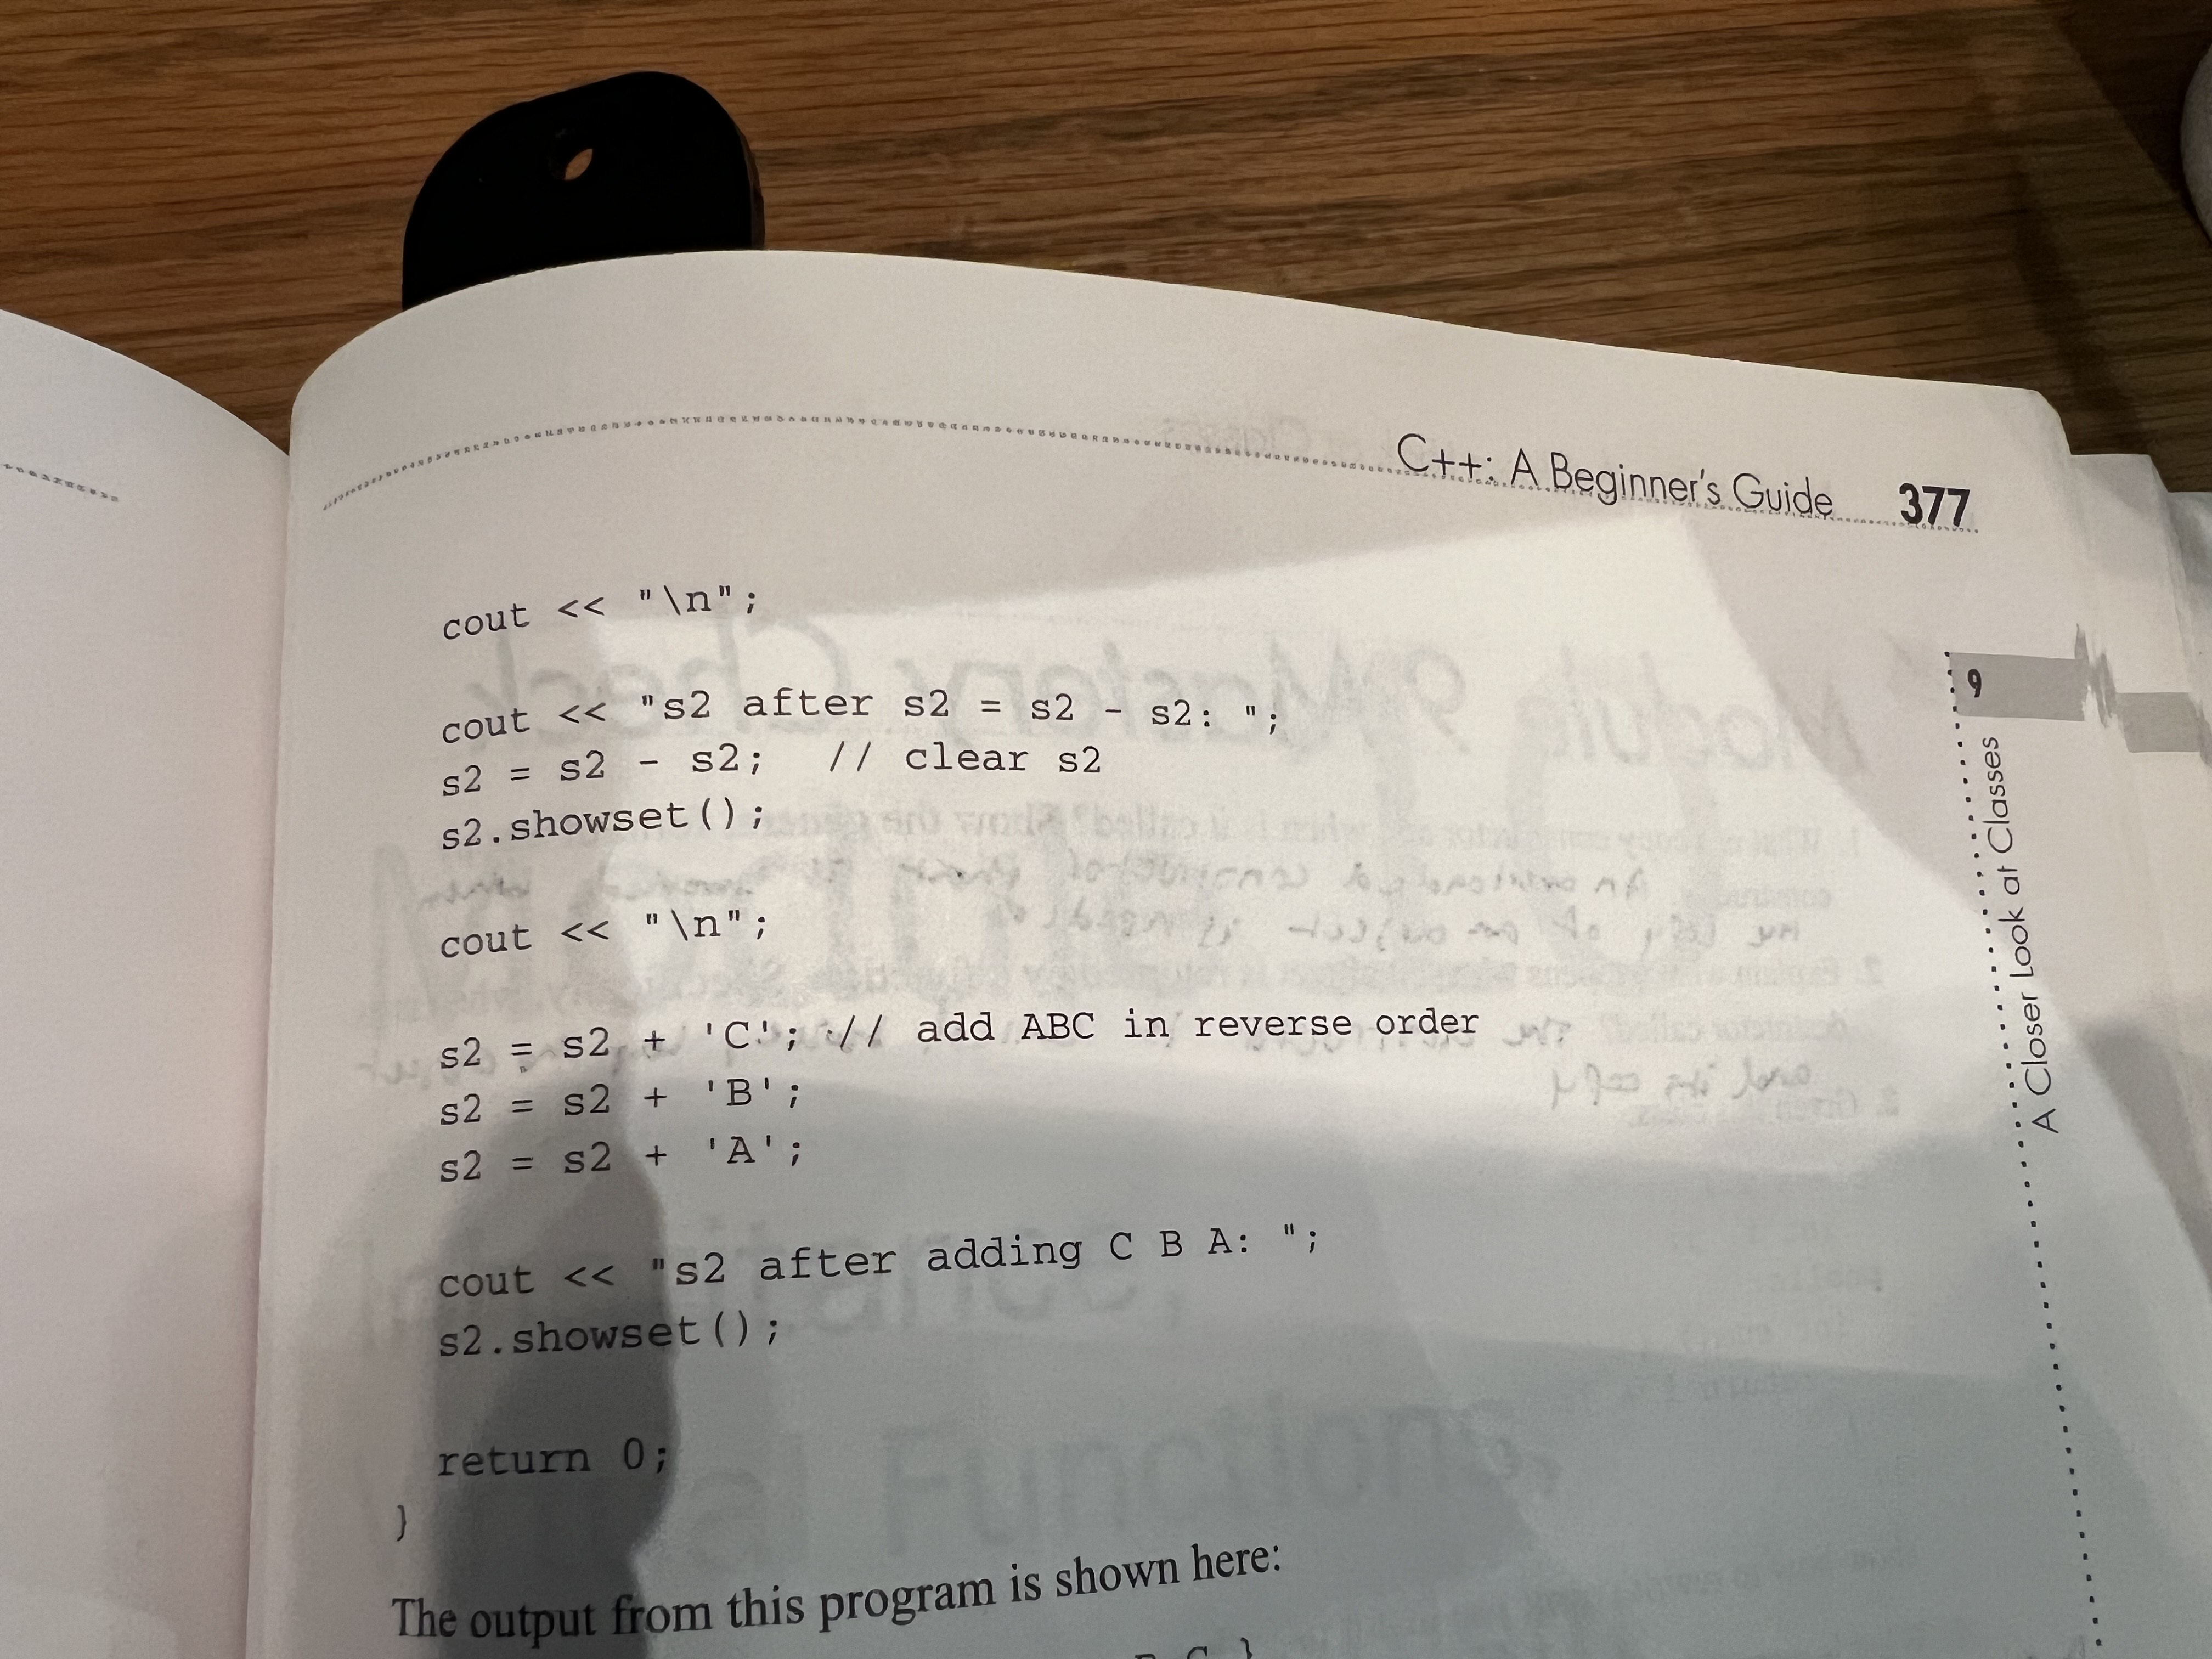 C++: A Beginner's Guide 377
9
A Closer Look at Classes
cout << "\n";
cout << "s2 after s2 = s2 - s2: ";
s2 = s2 - s2; // clear s2
s2.showset();
cout << "\n";
s2 = s2 + 'C'; // add ABC in reverse order
s2 = s2 + 'B';
s2 = s2 + 'A';
cout << "s2 after adding C B A: ";
s2.showset();
return 0;
}
The output from this program is shown here: